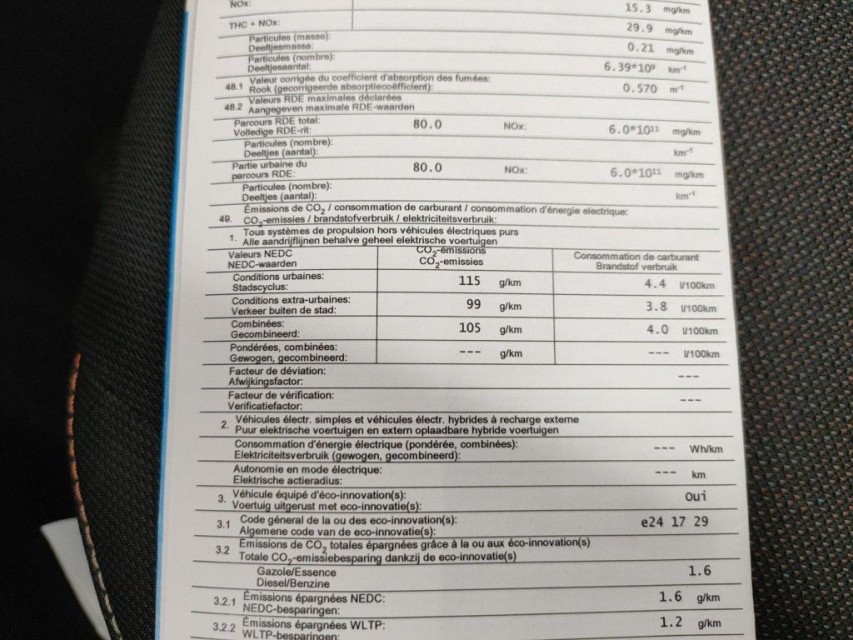 NOx: 15.3 mg/km
THC + NOx: 29.9 mg/km
Particules (masse):
Deeltjesmassa: 0.21 mg/km
Particules (nombre):
Deeltjesaantal: 6.39*10⁹ km⁻¹
48.1 Valeur corrigée du coefficient d'absorption des fumées:
Rook (gecorrigeerde absorptiecoëfficient): 0.570 m⁻¹
48.2 Valeurs RDE maximales déclarées
Aangegeven maximale RDE-waarden
Parcours RDE total:
Volledige RDE-rit: 80.0 NOx: 6.0*10¹¹ mg/km
Particules (nombre):
Deeltjes (aantal): km⁻¹
Partie urbaine du
parcours RDE: 80.0 NOx: 6.0*10¹¹ mg/km
Particules (nombre):
Deeltjes (aantal): km⁻¹
49. Émissions de CO₂ / consommation de carburant / consommation d'énergie electrique:
CO₂-emissies / brandstofverbruik / elektriciteitsverbruik:
1. Tous systèmes de propulsion hors véhicules électriques purs
Alle aandrijflijnen behalve geheel elektrische voertuigen
Valeurs NEDC CO₂-émissions Consommation de carburant
NEDC-waarden CO₂-emissies Brandstof verbruik
Conditions urbaines:
Stadscyclus: 115 g/km 4.4 l/100km
Conditions extra-urbaines:
Verkeer buiten de stad: 99 g/km 3.8 l/100km
Combinées:
Gecombineerd: 105 g/km 4.0 l/100km
Pondérées, combinées:
Gewogen, gecombineerd: --- g/km --- l/100km
Facteur de déviation:
Afwijkingsfactor: ---
Facteur de vérification:
Verificatiefactor: ---
2. Véhicules électr. simples et véhicules électr. hybrides à recharge externe
Puur elektrische voertuigen en extern oplaadbare hybride voertuigen
Consommation d'énergie électrique (pondérée, combinées):
Elektriciteitsverbruik (gewogen, gecombineerd): --- Wh/km
Autonomie en mode électrique:
Elektrische actieradius: --- km
3. Véhicule équipé d'éco-innovation(s):
Voertuig uitgerust met eco-innovatie(s): Oui
3.1 Code géneral de la ou des eco-innovation(s):
Algemene code van de eco-innovatie(s): e24 17 29
3.2 Émissions de CO₂ totales épargnées grâce à la ou aux éco-innovation(s)
Totale CO₂-emissiebesparing dankzij de eco-innovatie(s)
Gazole/Essence
Diesel/Benzine 1.6
3.2.1 Émissions épargnées NEDC:
NEDC-besparingen: 1.6 g/km
3.2.2 Émissions épargnées WLTP:
WLTP-besparingen: 1.2 g/km